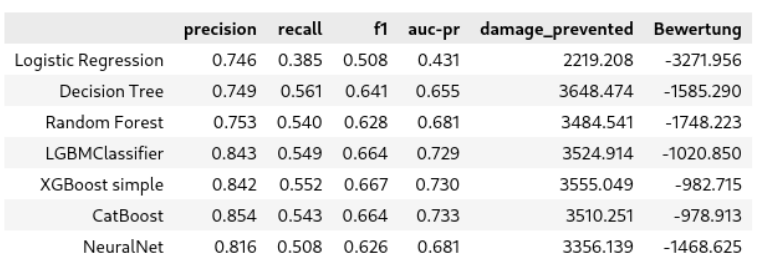 precision recall f1 auc-pr damage_prevented Bewertung
Logistic Regression 0.746 0.385 0.508 0.431 2219.208 -3271.956
Decision Tree 0.749 0.561 0.641 0.655 3648.474 -1585.290
Random Forest 0.753 0.540 0.628 0.681 3484.541 -1748.223
LGBMClassifier 0.843 0.549 0.664 0.729 3524.914 -1020.850
XGBoost simple 0.842 0.552 0.667 0.730 3555.049 -982.715
CatBoost 0.854 0.543 0.664 0.733 3510.251 -978.913
NeuralNet 0.816 0.508 0.626 0.681 3356.139 -1468.625